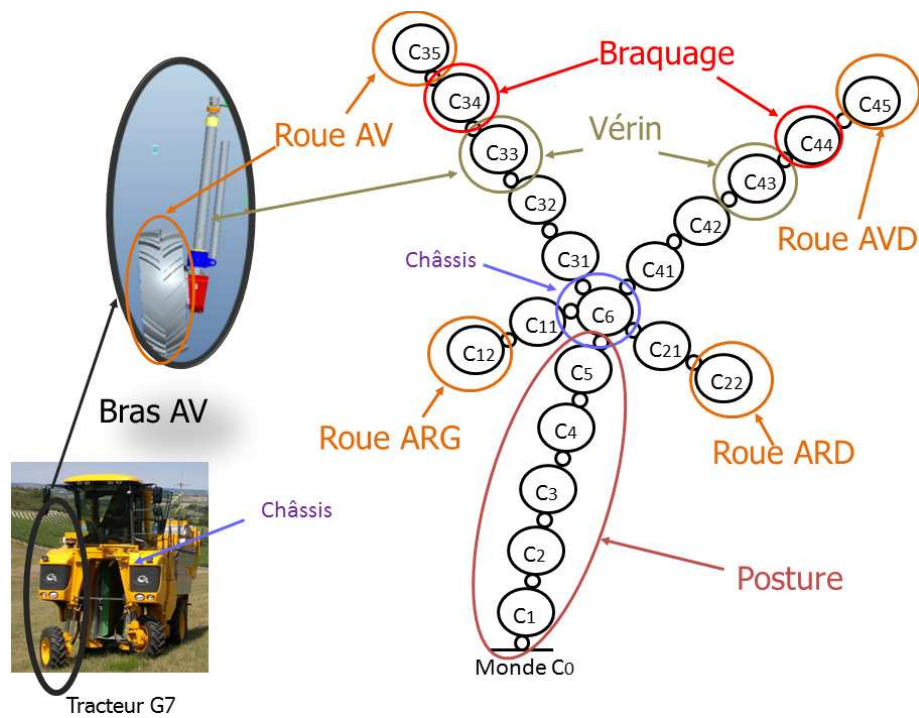 C35
Braquage
C34
C45
Roue AV
C44
Vérin
C33
C43
C32
C42
Roue AVD
Châssis
C31
C41
C6
C11
C12
C21
C5
C22
Bras AV
Roue ARG
C4
Roue ARD
C3
Châssis
C2
Posture
C1
Monde C0
Tracteur G7